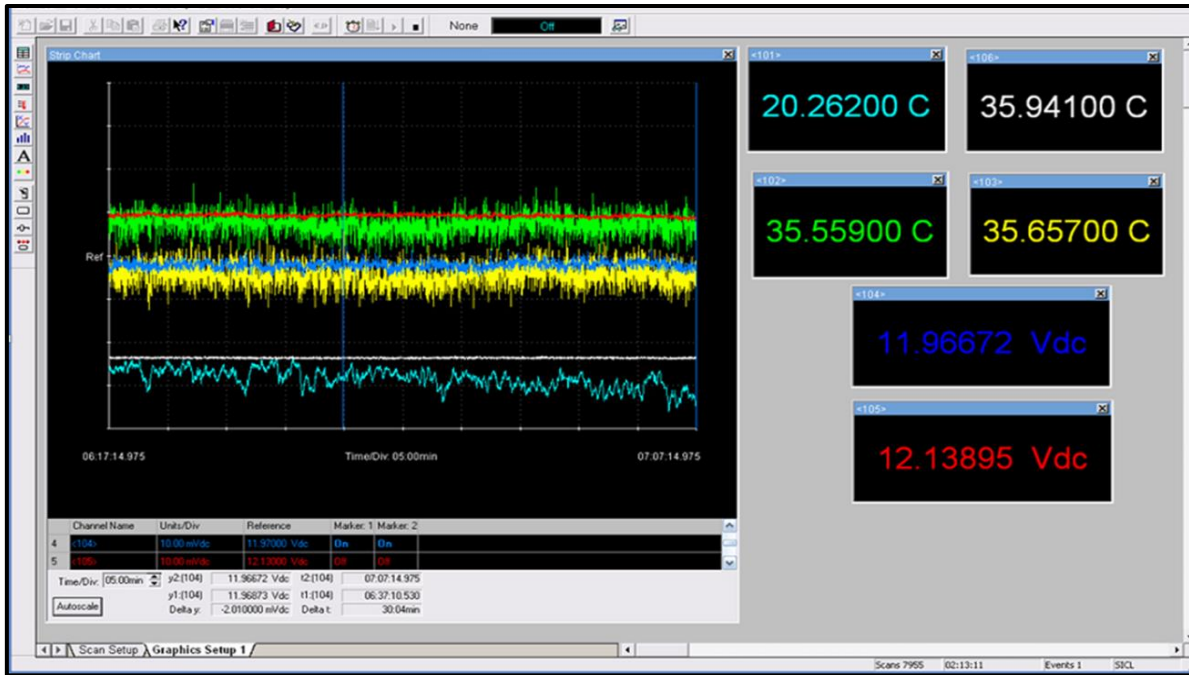 None Off
Strip Chart
Ref
06:17:14.975 Time/Div: 05:00min 07:07:14.975
Channel Name Units/Div Reference Marker: 1 Marker: 2
4 <104> 10.00 mVdc 11.97000 Vdc On On
5 <105> 10.00 mVdc 12.13000 Vdc Off Off
Time/Div: 05:00min y2:(104) 11.96672 Vdc t2:(104) 07:07:14.975
y1:(104) 11.96873 Vdc t1:(104) 06:37:10.530
Autoscale Delta y: -2.010000 mVdc Delta t: 30:04min
<101>
20.26200 C
<106>
35.94100 C
<102>
35.55900 C
<103>
35.65700 C
<104>
11.96672 Vdc
<105>
12.13895 Vdc
A
Scan Setup Graphics Setup 1
Scans 7955 02:13:11 Events 1 SICL